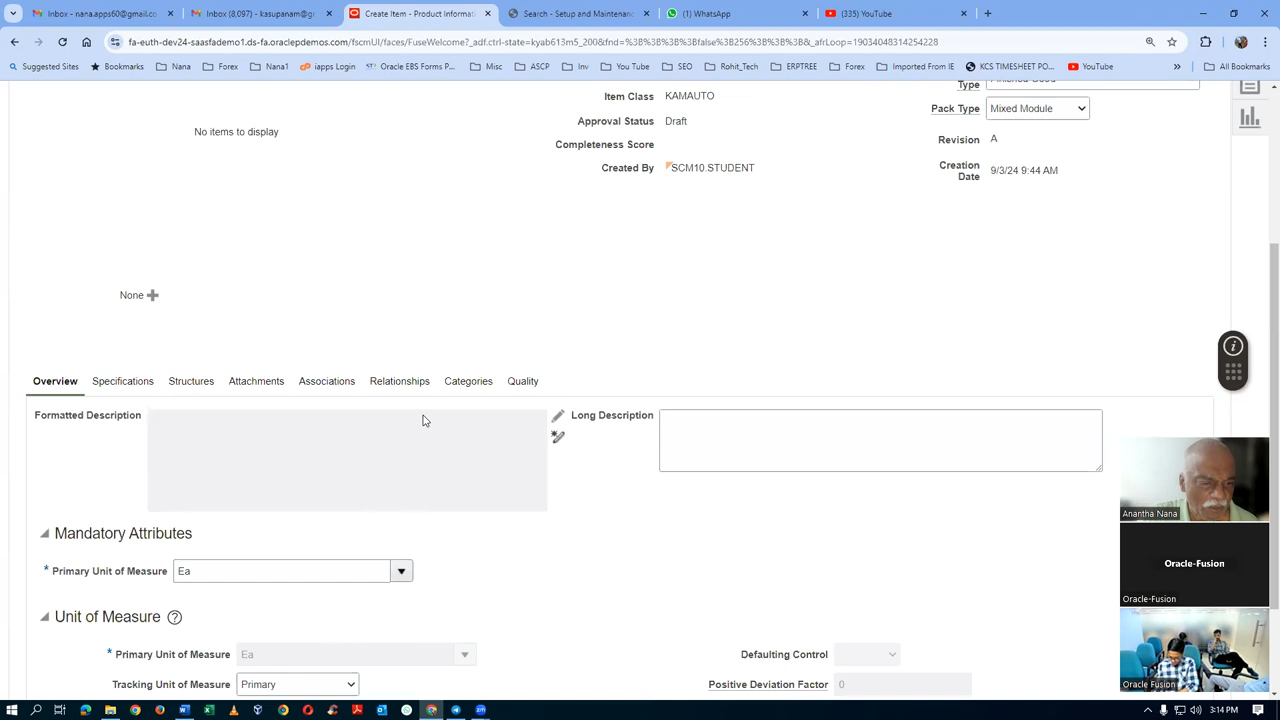 Inbox - nana.apps60@gmail.co
Inbox (8,097) - kasupanam@g
Create Item - Product Informat
Search - Setup and Maintenanc
(1) WhatsApp
(335) YouTube
fa-euth-dev24-saasfademo1.ds-fa.oraclepdemos.com/fscmUI/faces/FuseWelcome?_adf.ctrl-state=kyab613m5_200&fnd=%3B%3B%3B%3Bfalse%3B256%3B%3B%3B&_afrLoop=19034048314254228
Suggested Sites
Bookmarks
Nana
Forex
Nana1
iapps Login
Oracle EBS Forms P...
Misc
ASCP
Inv
You Tube
SEO
Rohit_Tech
ERPTREE
Forex
Imported From IE
KCS TIMESHEET PO...
YouTube
All Bookmarks
Type
Finished Good
Item Class KAMAUTO
Pack Type Mixed Module
Approval Status Draft
No items to display
Completeness Score
Revision A
Created By SCM10.STUDENT
Creation Date 9/3/24 9:44 AM
None
Overview Specifications Structures Attachments Associations Relationships Categories Quality
Formatted Description
Long Description
Mandatory Attributes
* Primary Unit of Measure Ea
Unit of Measure
* Primary Unit of Measure Ea
Defaulting Control
Tracking Unit of Measure Primary
Positive Deviation Factor 0
Anantha Nana
Oracle-Fusion
Oracle-Fusion
Oracle Fusion
3:14 PM